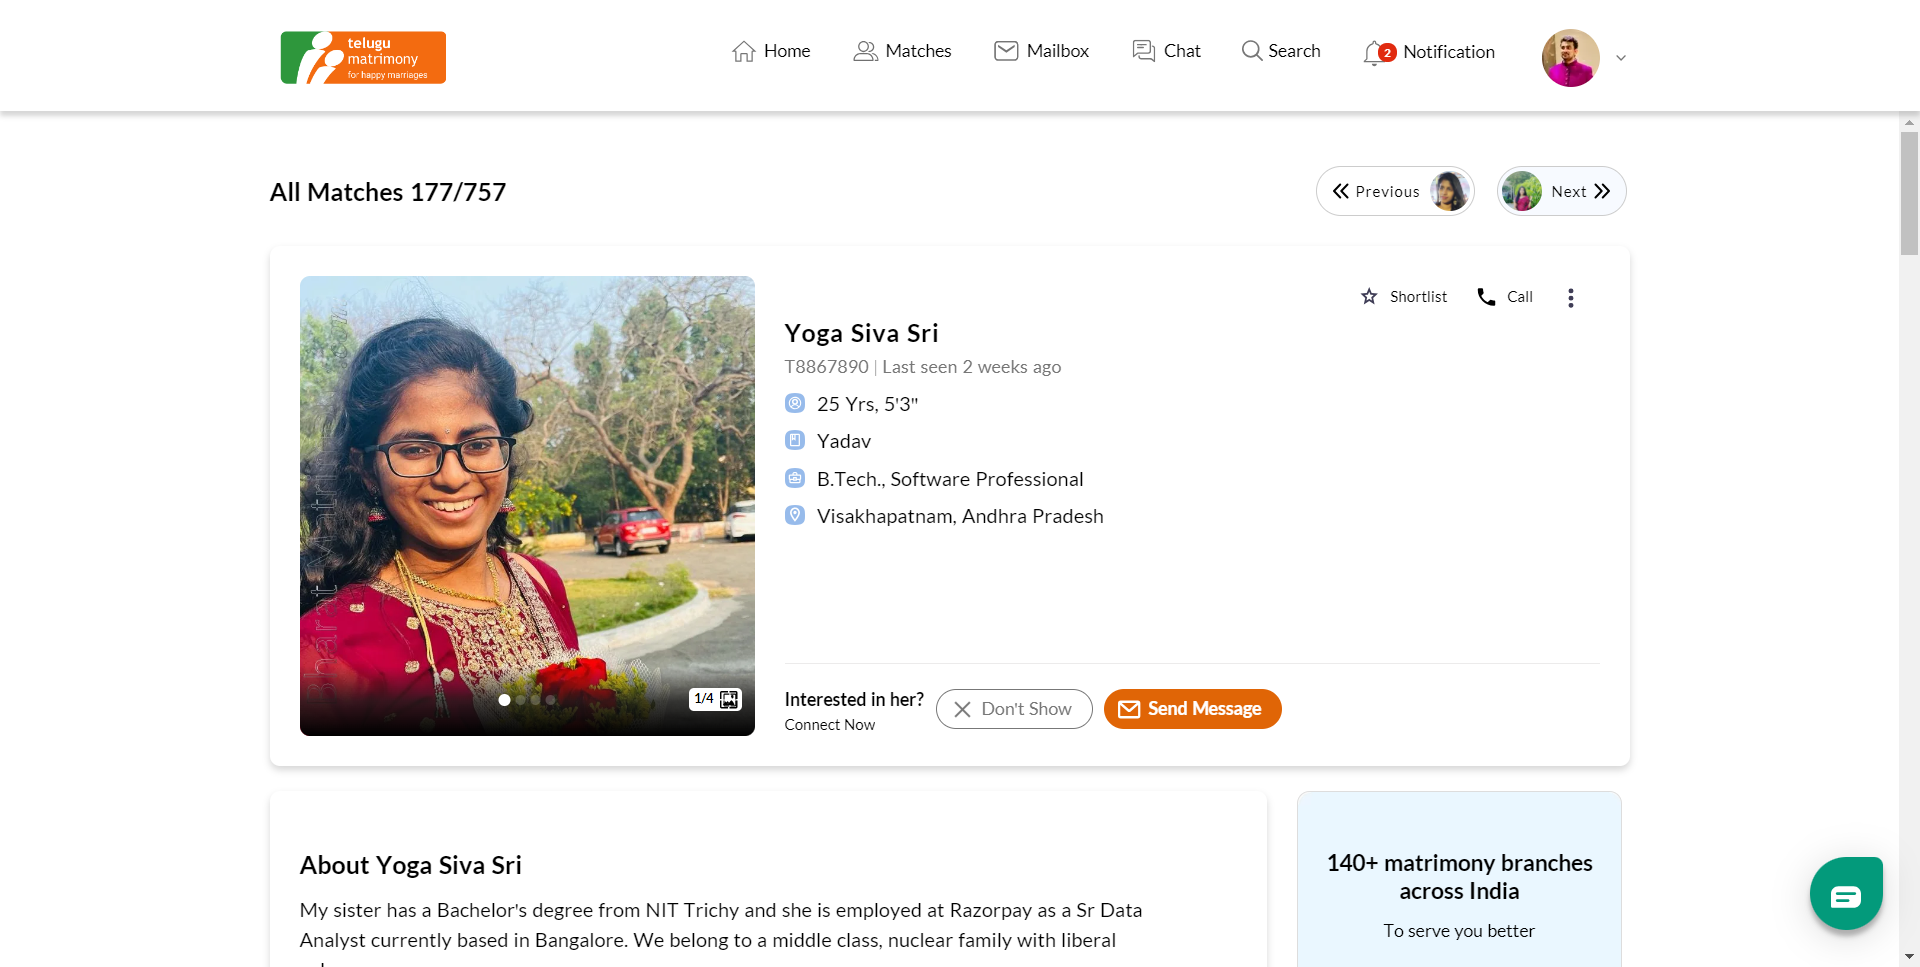 telugu
matrimony
for happy marriages
Home
Matches
Mailbox
Chat
Search
2
Notification
All Matches 177/757
Previous
Next
Shortlist
Call
Yoga Siva Sri
T8867890 | Last seen 2 weeks ago
25 Yrs, 5'3"
Yadav
B.Tech., Software Professional
Visakhapatnam, Andhra Pradesh
1/4
Interested in her?
Connect Now
Don't Show
Send Message
About Yoga Siva Sri
My sister has a Bachelor's degree from NIT Trichy and she is employed at Razorpay as a Sr Data
Analyst currently based in Bangalore. We belong to a middle class, nuclear family with liberal
140+ matrimony branches
across India
To serve you better